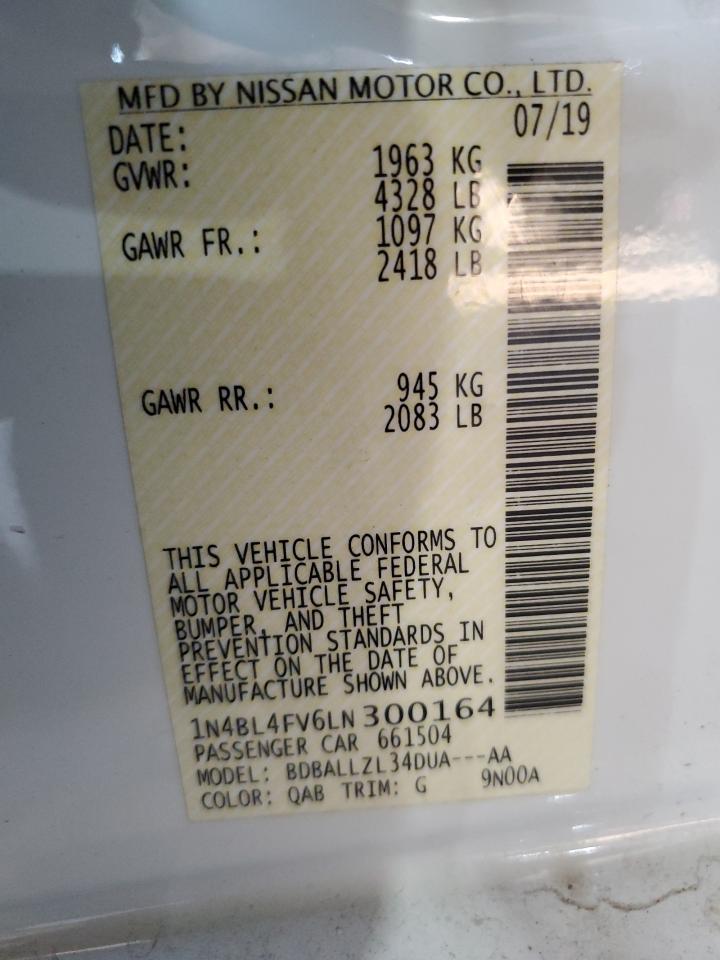 MFD BY NISSAN MOTOR CO., LTD.
DATE: 07/19
GVWR: 1963 KG
4328 LB
GAWR FR.: 1097 KG
2418 LB
GAWR RR.: 945 KG
2083 LB
THIS VEHICLE CONFORMS TO
ALL APPLICABLE FEDERAL
MOTOR VEHICLE SAFETY,
BUMPER, AND THEFT
PREVENTION STANDARDS IN
EFFECT ON THE DATE OF
MANUFACTURE SHOWN ABOVE.
1N4BL4FV6LN 300164
PASSENGER CAR 661504
MODEL: BDBALLZL34DUA---AA
COLOR: QAB TRIM: G 9N00A